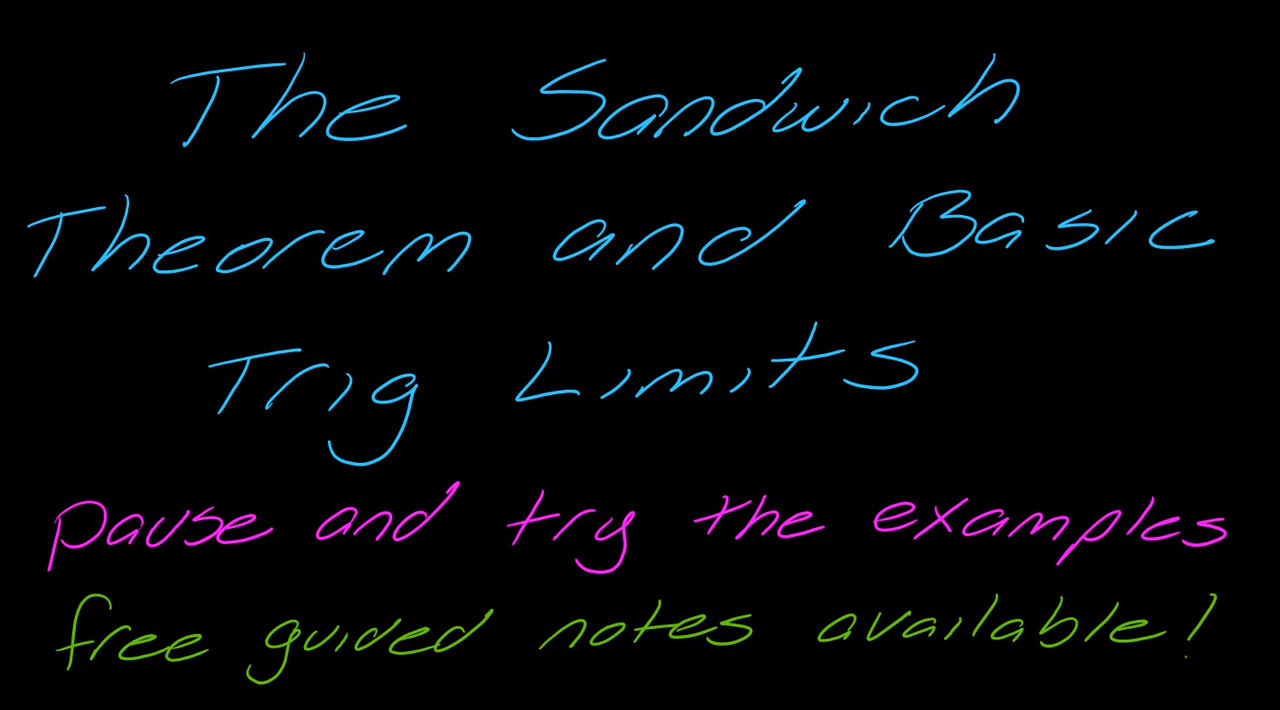 The Sandwich
Theorem and Basic
Trig Limits
pause and try the examples
free guided notes available!